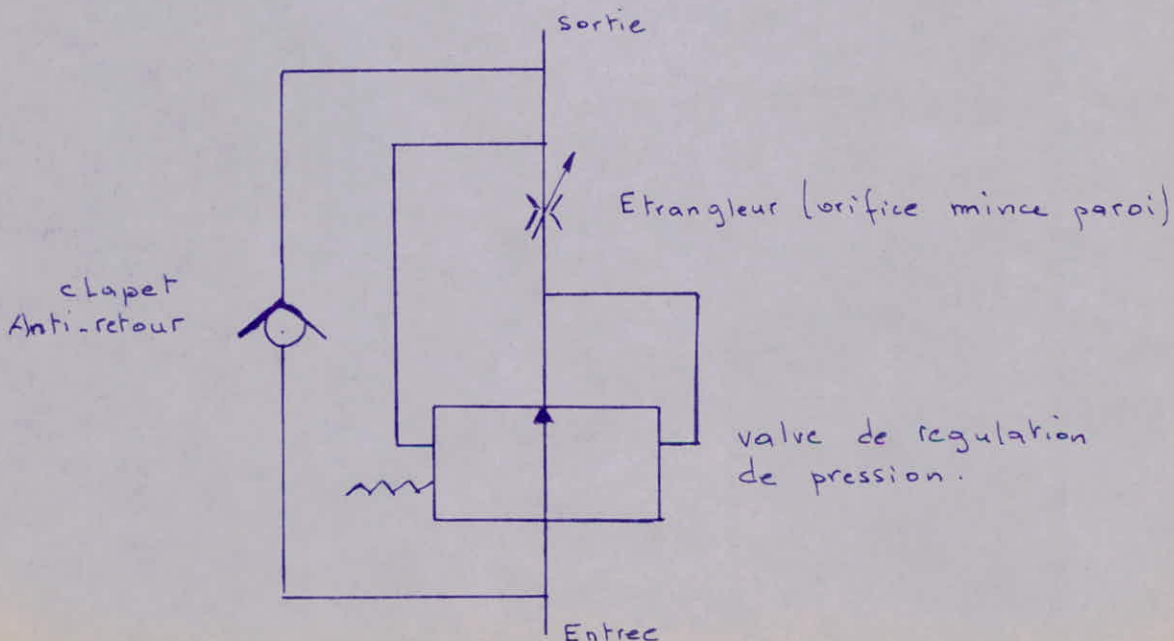 Sortie
Etrangleur (orifice mince paroi)
cLapet
Anti-retour
valve de regulation
de pression.
Entree